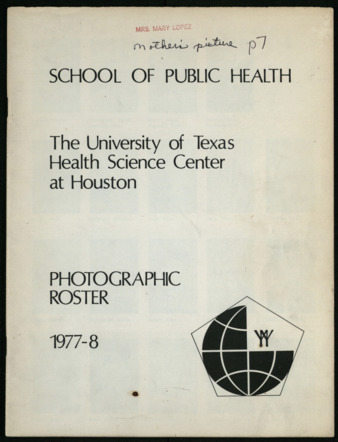 MRS. MARY LOPEZ
mother's picture p7
SCHOOL OF PUBLIC HEALTH
The University of Texas
Health Science Center
at Houston
PHOTOGRAPHIC
ROSTER
1977-8